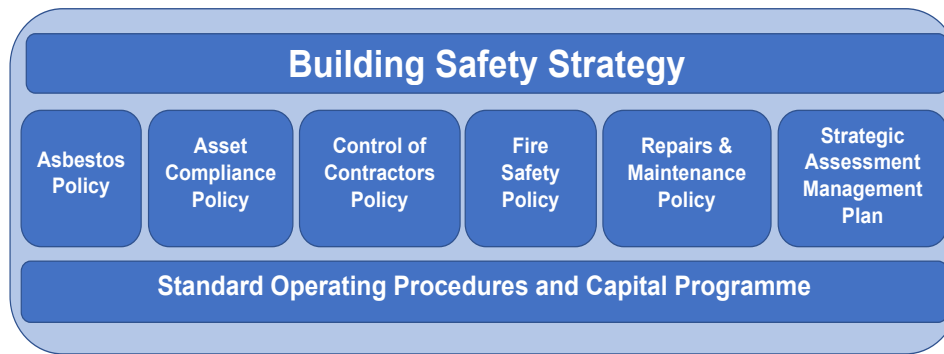 Building Safety Strategy
Asbestos
Policy
Asset
Compliance
Policy
Control of
Contractors
Policy
Fire
Safety
Policy
Repairs &
Maintenance
Policy
Strategic
Assessment
Management
Plan
Standard Operating Procedures and Capital Programme